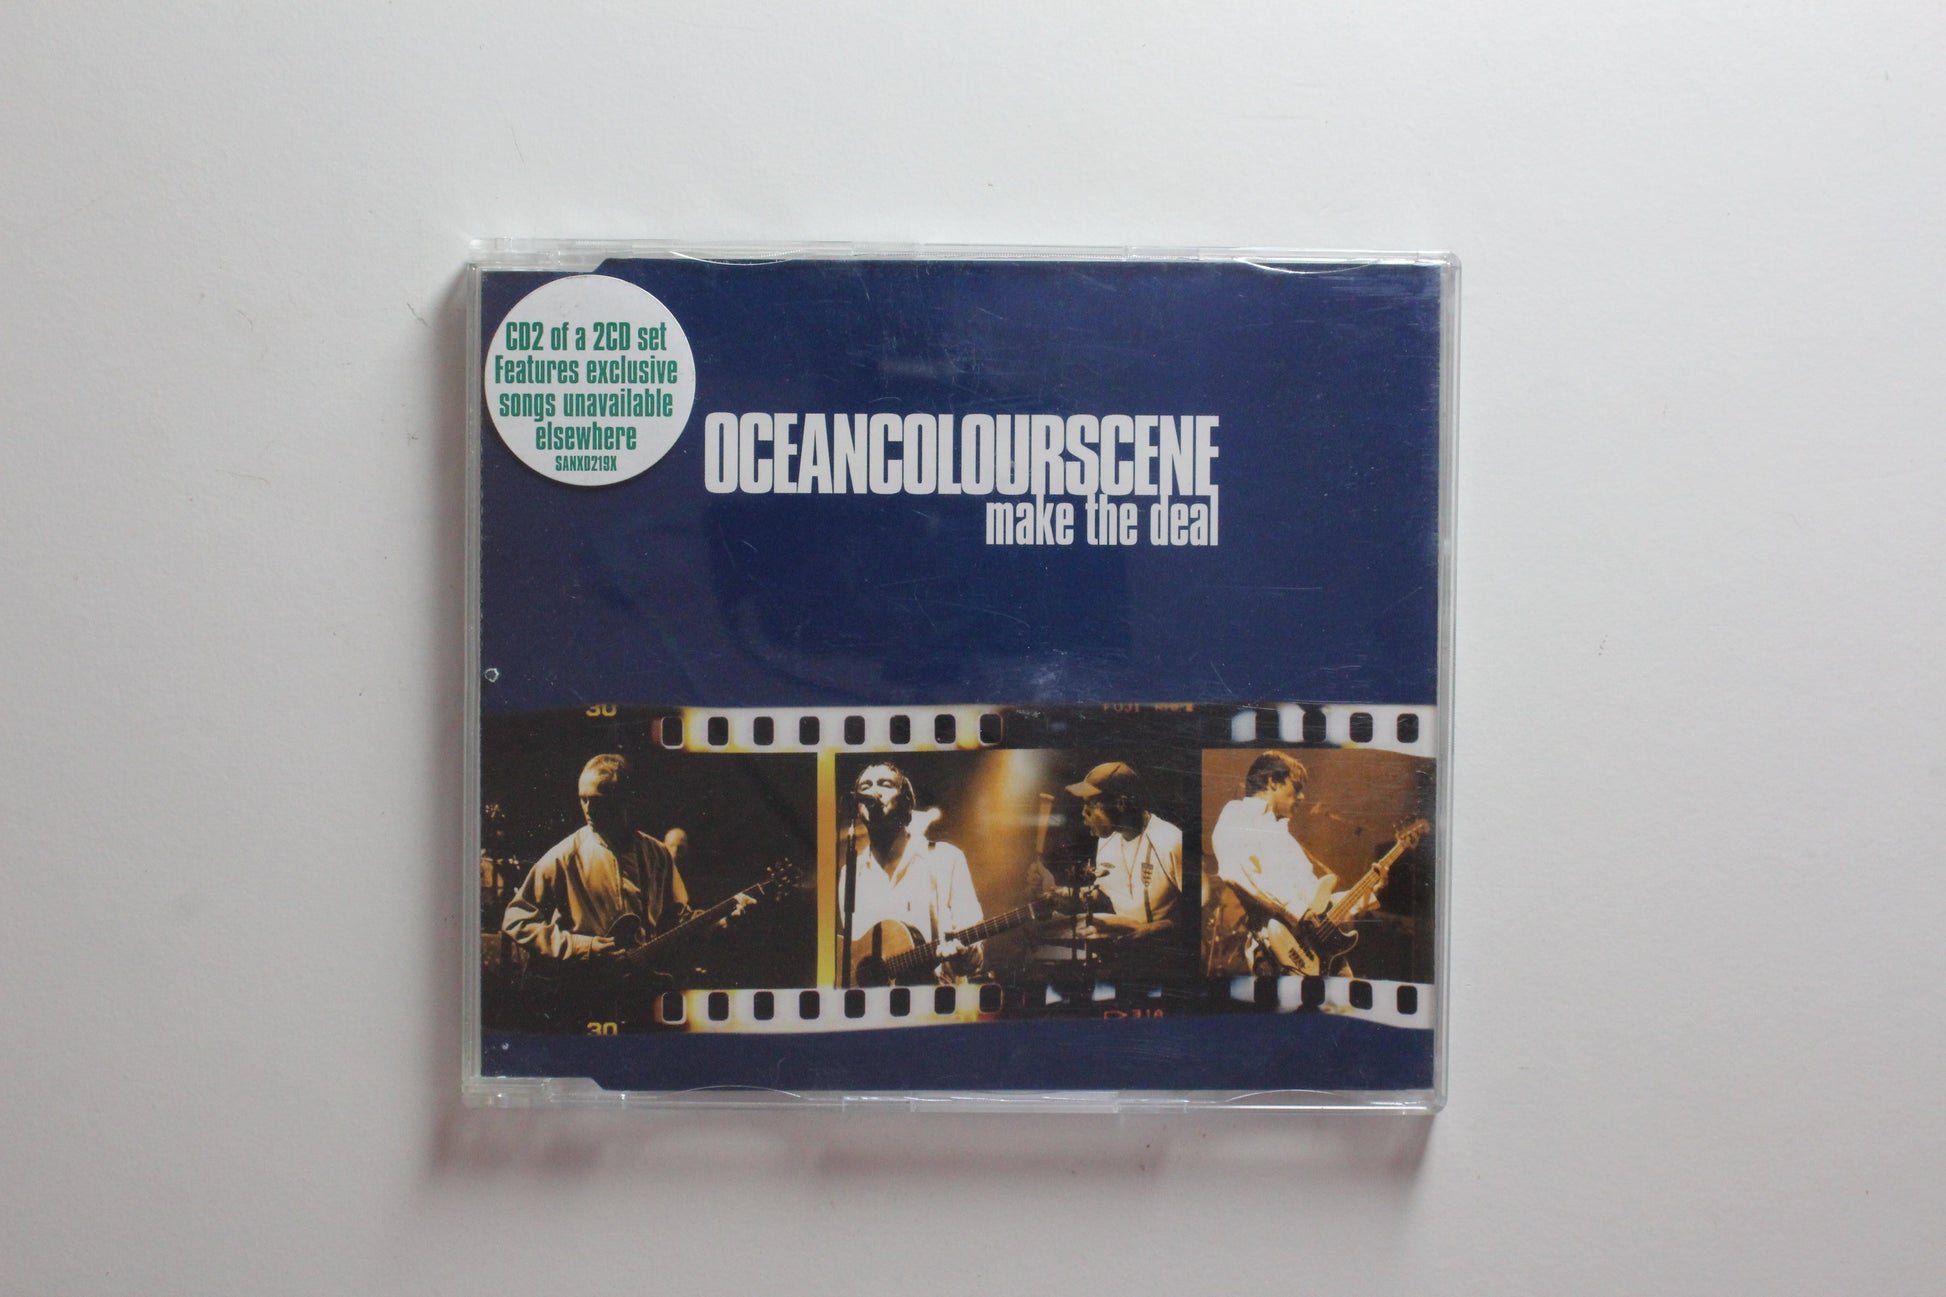 CD2 of a 2CD set
Features exclusive
songs unavailable
elsewhere
SANXD219X
OCEANCOLOURSCENE
make the deal
30
30